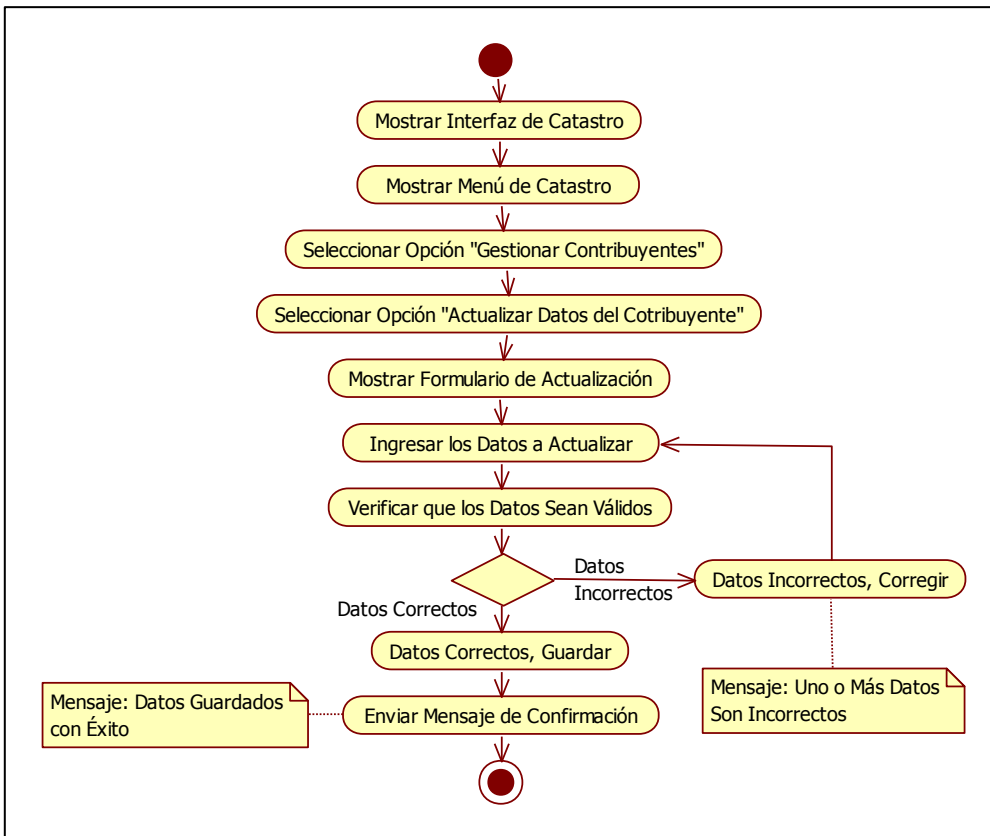 Mostrar Interfaz de Catastro
Mostrar Menú de Catastro
Seleccionar Opción "Gestionar Contribuyentes"
Seleccionar Opción "Actualizar Datos del Cotribuyente"
Mostrar Formulario de Actualización
Ingresar los Datos a Actualizar
Verificar que los Datos Sean Válidos
Datos
Incorrectos
Datos Incorrectos, Corregir
Datos Correctos
Datos Correctos, Guardar
Mensaje: Uno o Más Datos
Son Incorrectos
Mensaje: Datos Guardados
con Éxito
Enviar Mensaje de Confirmación